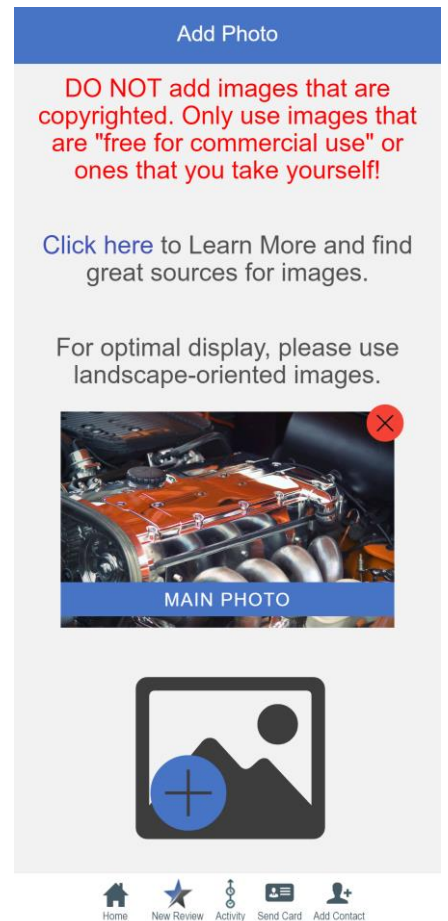 Add Photo
DO NOT add images that are
copyrighted. Only use images that
are "free for commercial use" or
ones that you take yourself!
Click here to Learn More and find
great sources for images.
For optimal display, please use
landscape-oriented images.
MAIN PHOTO
Home New Review Activity Send Card Add Contact